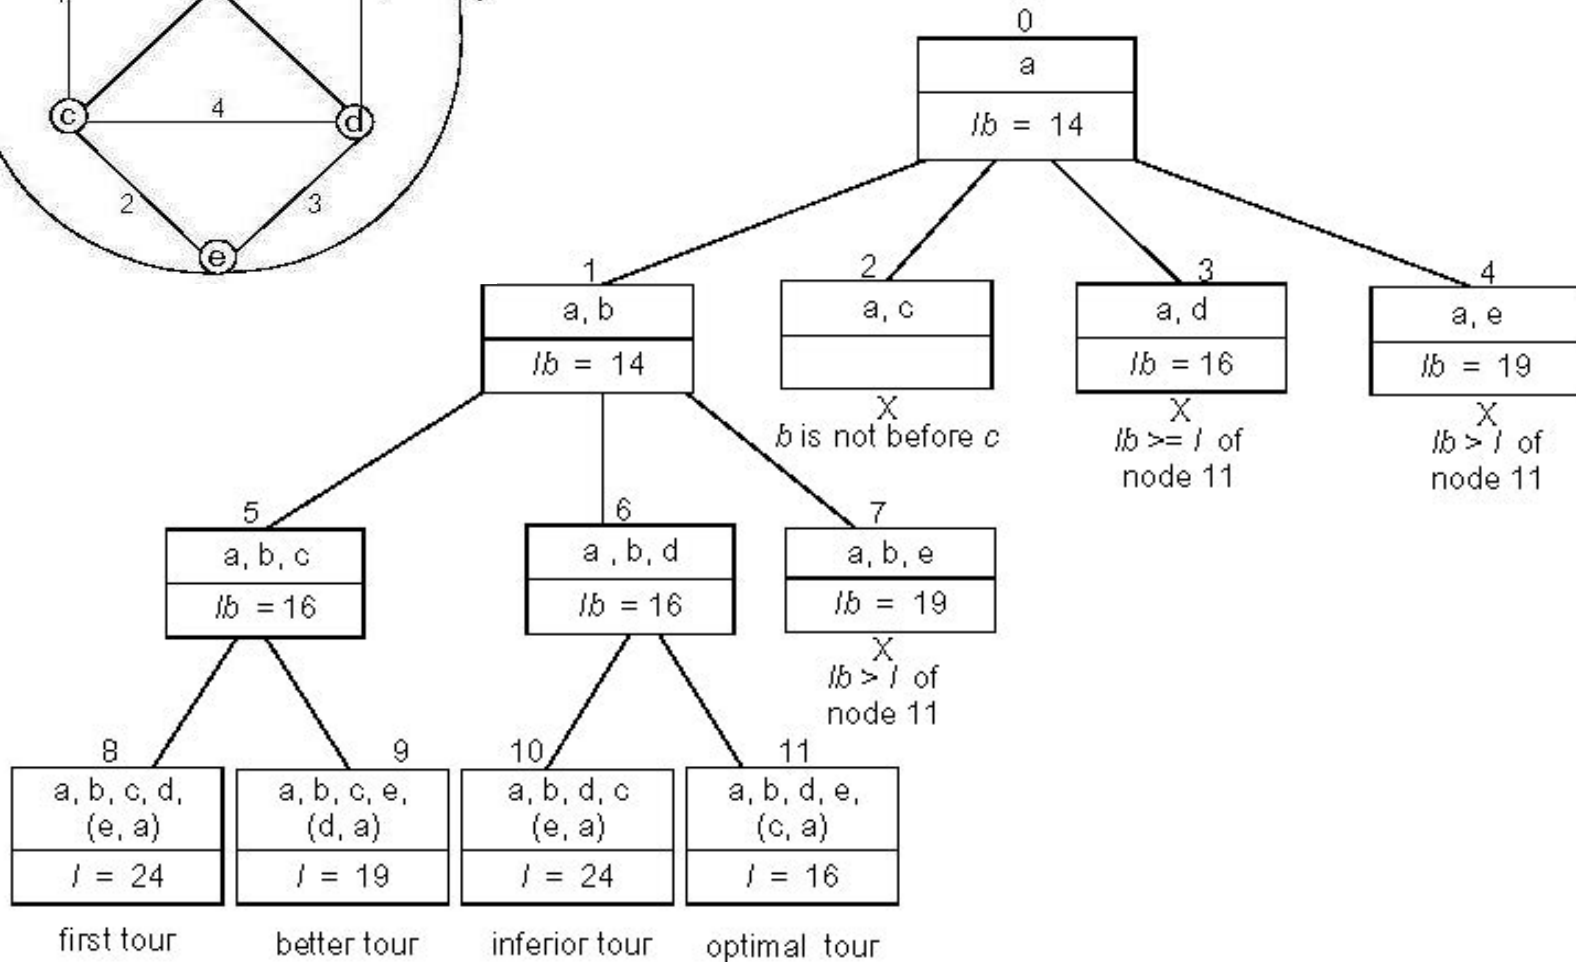 c
4
d
2
3
e
0
a
lb = 14
1
a, b
lb = 14
2
a, c
X
b is not before c
3
a, d
lb = 16
X
lb >= l of
node 11
4
a, e
lb = 19
X
lb > l of
node 11
5
a, b, c
lb = 16
6
a , b, d
lb = 16
7
a, b, e
lb = 19
X
lb > l of
node 11
8
a, b, c, d,
(e, a)
l = 24
first tour
9
a, b, c, e,
(d, a)
l = 19
better tour
10
a, b, d, c
(e, a)
l = 24
inferior tour
11
a, b, d, e,
(c, a)
l = 16
optimal tour